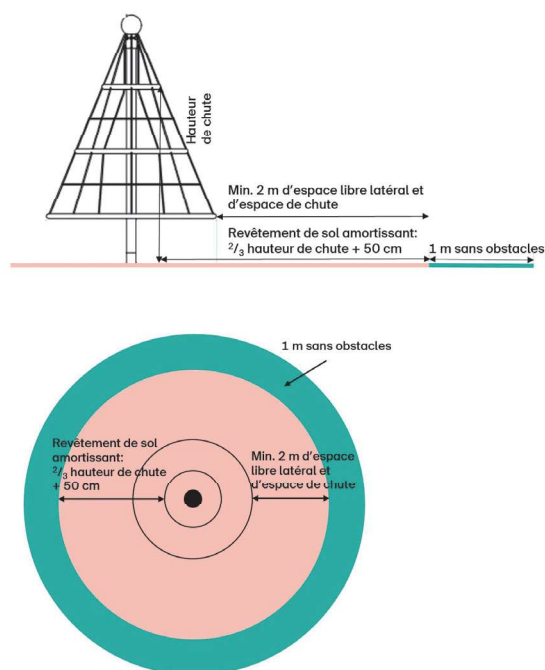 Hauteur
de chute
Min. 2 m d’espace libre latéral et
d’espace de chute
Revêtement de sol amortissant:
²/₃ hauteur de chute + 50 cm
1 m sans obstacles
1 m sans obstacles
Revêtement de sol
amortissant:
²/₃ hauteur de chute
+ 50 cm
Min. 2 m d’espace
libre latéral et
d’espace de chute